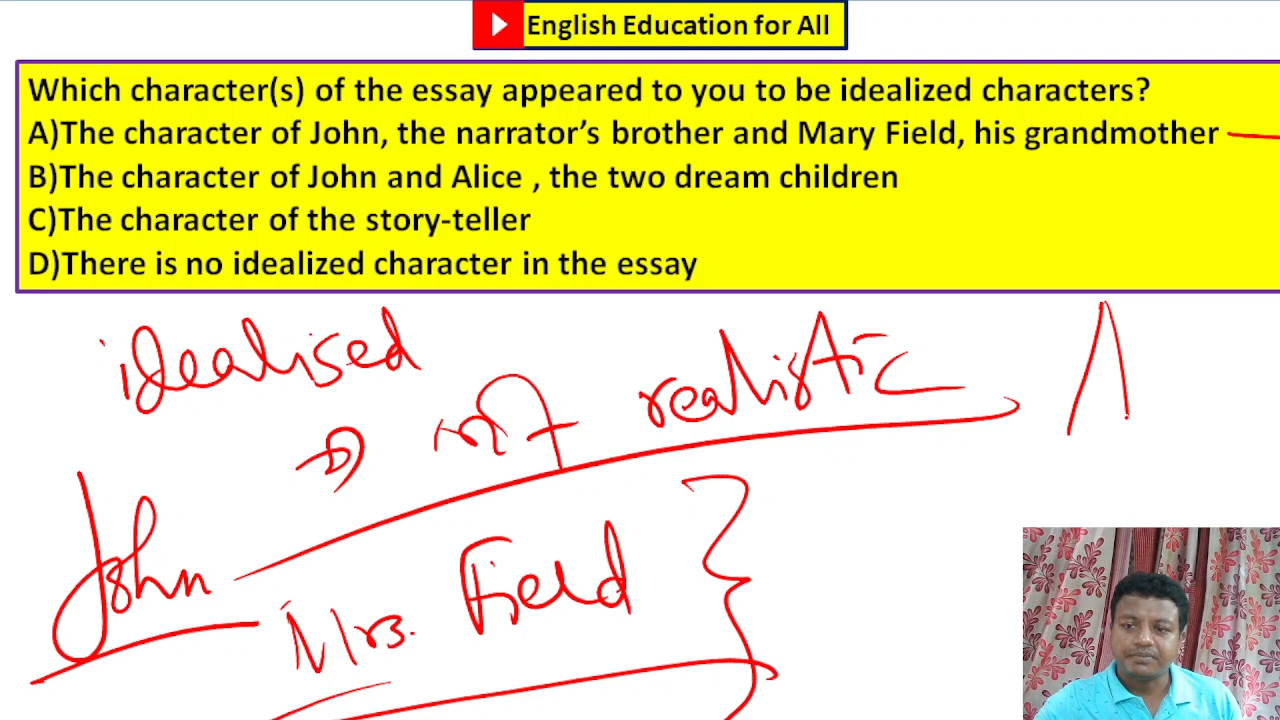 English Education for All
Which character(s) of the essay appeared to you to be idealized characters?
A)The character of John, the narrator’s brother and Mary Field, his grandmother
B)The character of John and Alice , the two dream children
C)The character of the story-teller
D)There is no idealized character in the essay
idealised
not realistic
John
Mrs. Field